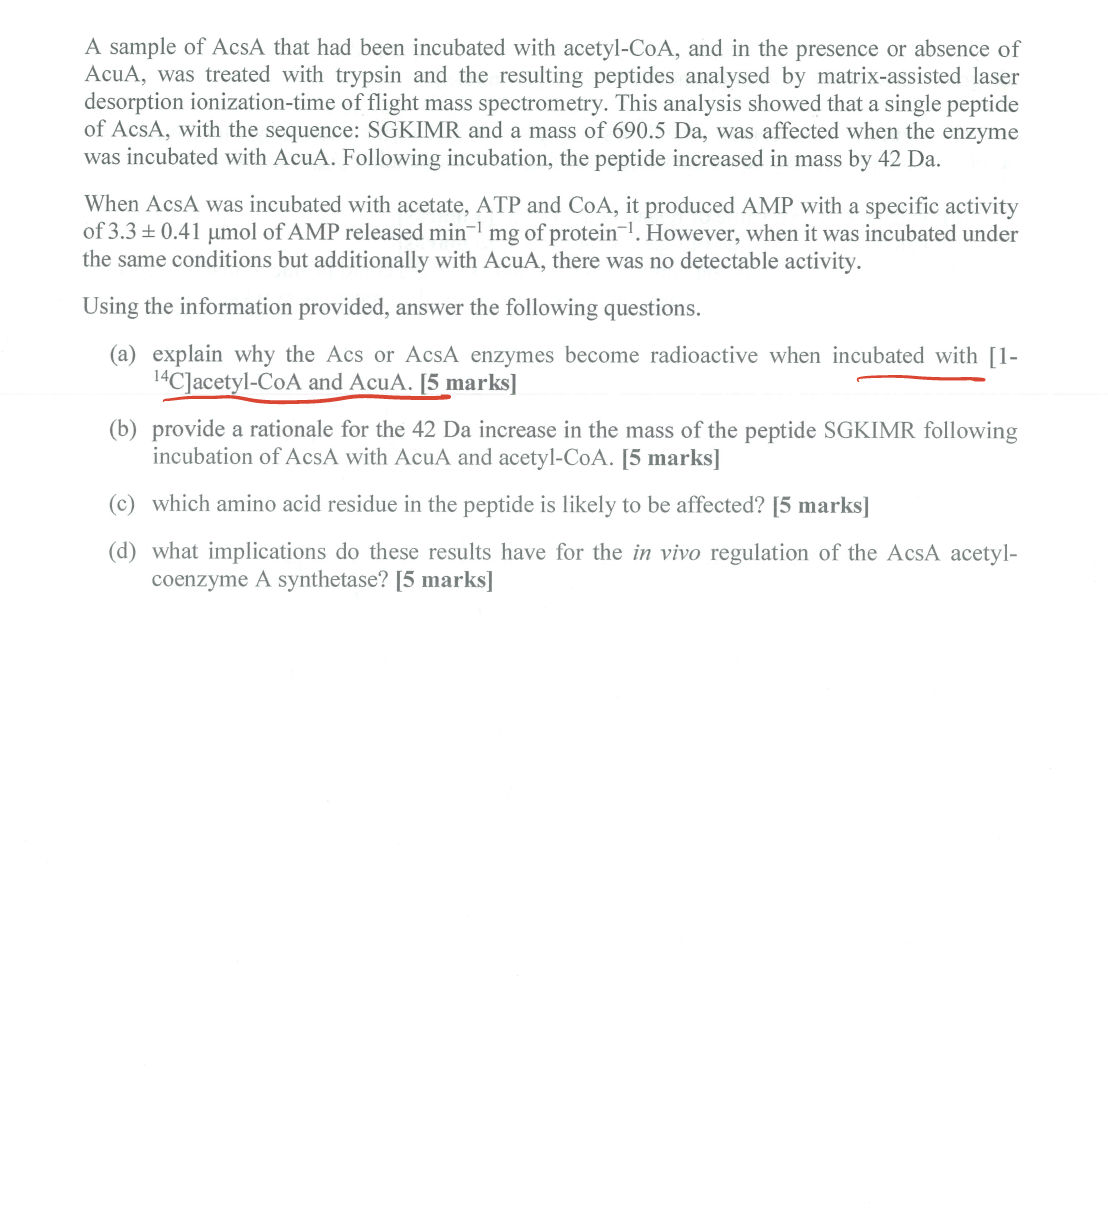 A sample of AcsA that had been incubated with acetyl-CoA, and in the presence or absence of
AcuA, was treated with trypsin and the resulting peptides analysed by matrix-assisted laser
desorption ionization-time of flight mass spectrometry. This analysis showed that a single peptide
of AcsA, with the sequence: SGKIMR and a mass of 690.5 Da, was affected when the enzyme
was incubated with AcuA. Following incubation, the peptide increased in mass by 42 Da.
When AcsA was incubated with acetate, ATP and CoA, it produced AMP with a specific activity
of 3.3 ± 0.41 μmol of AMP released min⁻¹ mg of protein⁻¹. However, when it was incubated under
the same conditions but additionally with AcuA, there was no detectable activity.
Using the information provided, answer the following questions.
(a) explain why the Acs or AcsA enzymes become radioactive when incubated with [1-
¹⁴C]acetyl-CoA and AcuA. [5 marks]
(b) provide a rationale for the 42 Da increase in the mass of the peptide SGKIMR following
incubation of AcsA with AcuA and acetyl-CoA. [5 marks]
(c) which amino acid residue in the peptide is likely to be affected? [5 marks]
(d) what implications do these results have for the in vivo regulation of the AcsA acetyl-
coenzyme A synthetase? [5 marks]